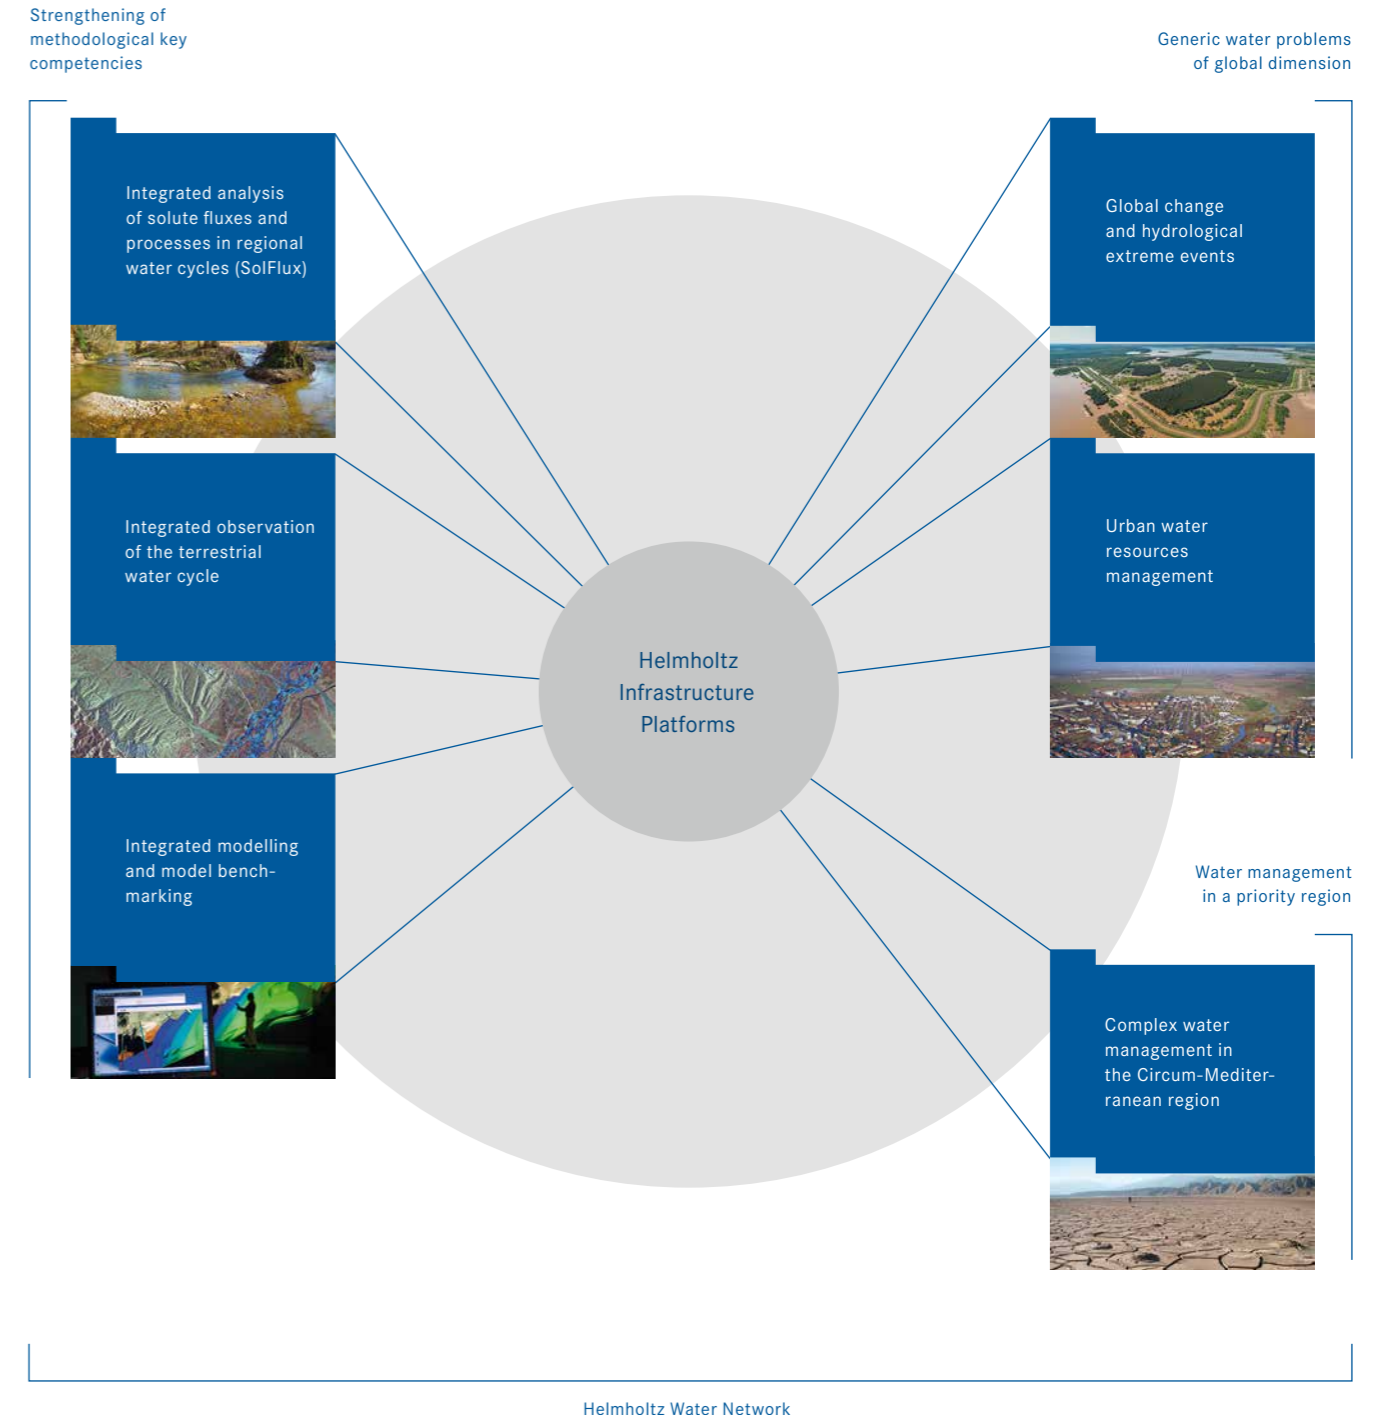 Strengthening of
methodological key
competencies
Integrated analysis
of solute fluxes and
processes in regional
water cycles (SolFlux)
Integrated observation
of the terrestrial
water cycle
Integrated modelling
and model bench-
marking
Helmholtz
Infrastructure
Platforms
Generic water problems
of global dimension
Global change
and hydrological
extreme events
Urban water
resources
management
Water management
in a priority region
Complex water
management in
the Circum-Mediter-
ranean region
Helmholtz Water Network